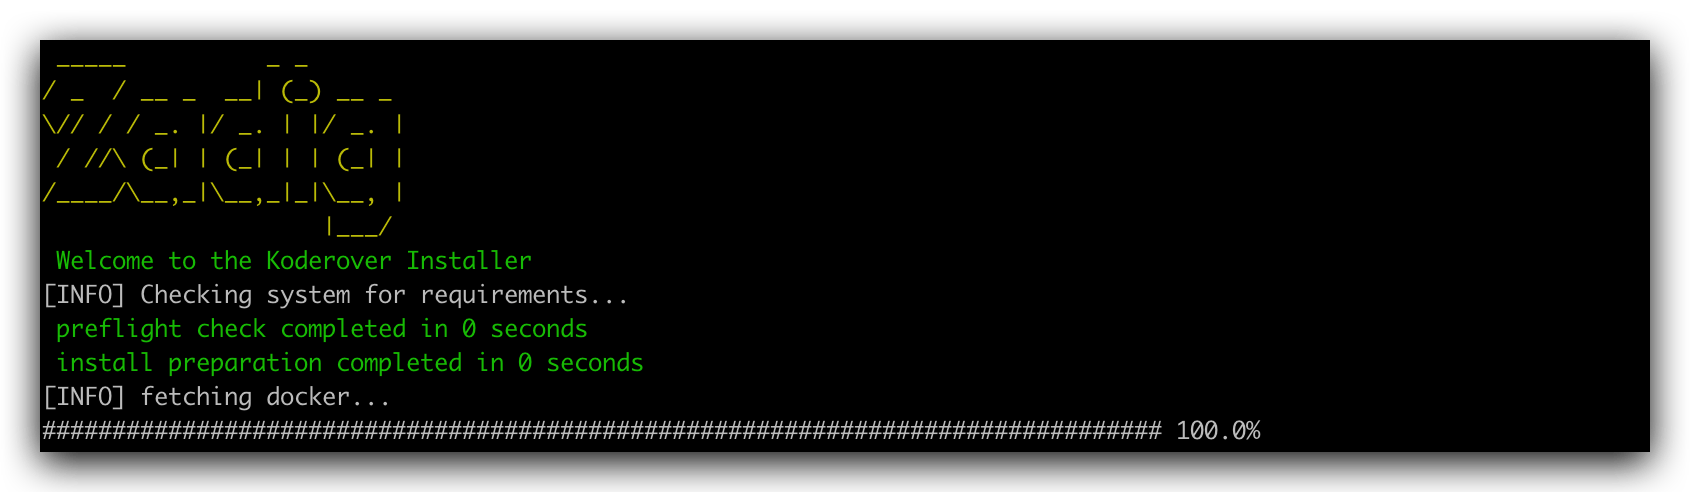 _____          _ _
/ _  / __ _  __| (_) __ _
\// / / _. |/ _. | |/ _. |
 / //\ (_| | (_| | | (_| |
/____/\__,_|\__,_|_|\__, |
                    |___/
 Welcome to the Koderover Installer
[INFO] Checking system for requirements...
 preflight check completed in 0 seconds
 install preparation completed in 0 seconds
[INFO] fetching docker...
################################################################################ 100.0%